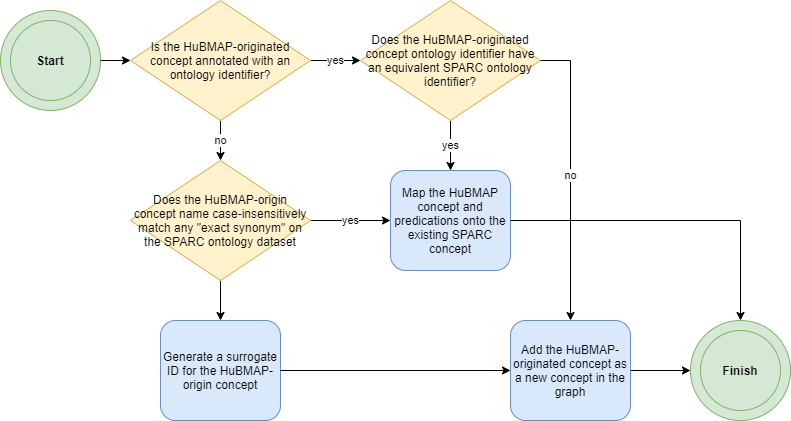 Start
Is the HuBMAP-originated
concept annotated with an
ontology identifier?
yes
Does the HuBMAP-originated
concept ontology identifier have
an equivalent SPARC ontology
identifier?
no
yes
no
Does the HuBMAP-origin
concept name case-insensitively
match any "exact synonym" on
the SPARC ontology dataset
yes
Map the HuBMAP
concept and
predications onto the
existing SPARC
concept
Generate a surrogate
ID for the HuBMAP-
origin concept
Add the HuBMAP-
originated concept as
a new concept in the
graph
Finish